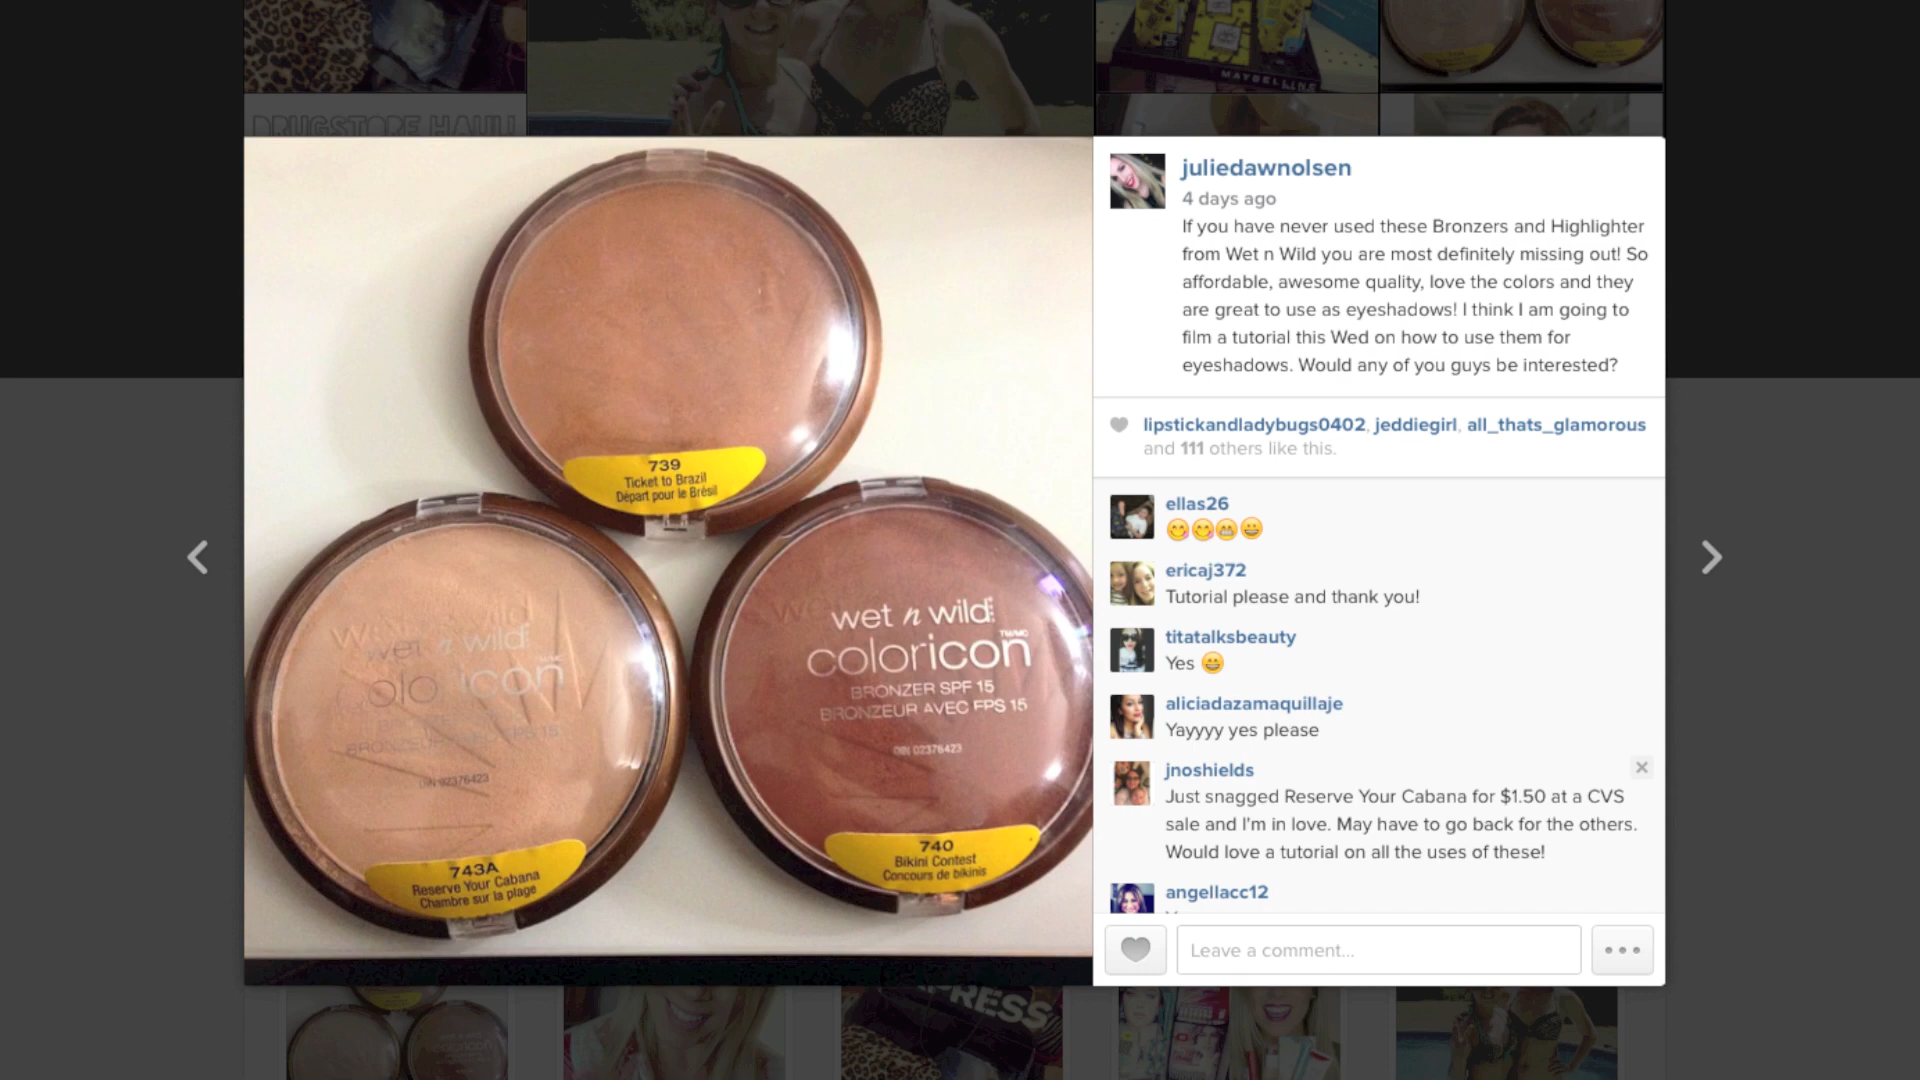 MAYBELLINE
DRUGSTORE HAUL!
739
Ticket to Brazil
Départ pour le Brésil
wet n wild
coloricon
BRONZER SPF 15
BRONZEUR AVEC FPS 15
DIN 02376423
740
Bikini Contest
Concours de bikinis
wet n wild
icon
DIN 02376423
743A
Reserve Your Cabana
Chambre sur la plage
juliedawnolsen
4 days ago
If you have never used these Bronzers and Highlighter
from Wet n Wild you are most definitely missing out! So
affordable, awesome quality, love the colors and they
are great to use as eyeshadows! I think I am going to
film a tutorial this Wed on how to use them for
eyeshadows. Would any of you guys be interested?
lipstickandladybugs0402, jeddiegirl, all_thats_glamorous
and 111 others like this.
ellas26
😋😋😁😀
ericaj372
Tutorial please and thank you!
titatalksbeauty
Yes 😄
aliciadazamaquillaje
Yayyyy yes please
jnoshields
Just snagged Reserve Your Cabana for $1.50 at a CVS
sale and I'm in love. May have to go back for the others.
Would love a tutorial on all the uses of these!
angellacc12
Leave a comment...